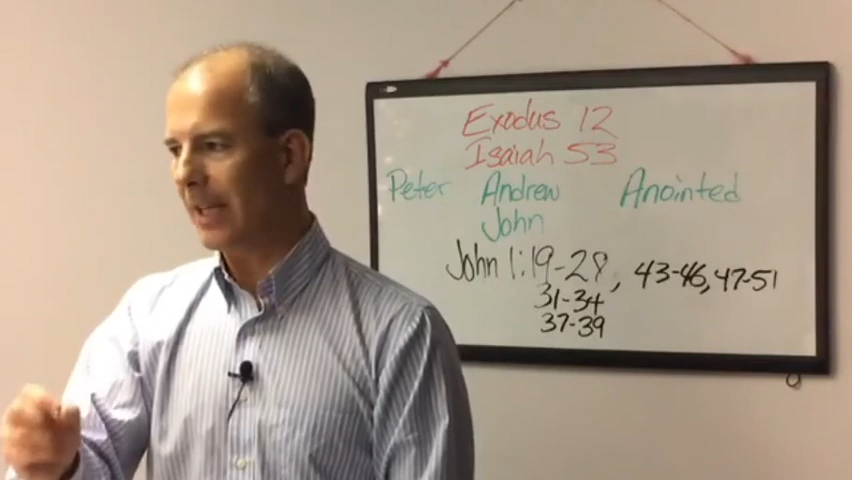 Exodus 12
Isaiah 53
Peter Andrew Anointed
John
John 1:19-28, 43-46, 47-51
31-34
37-39